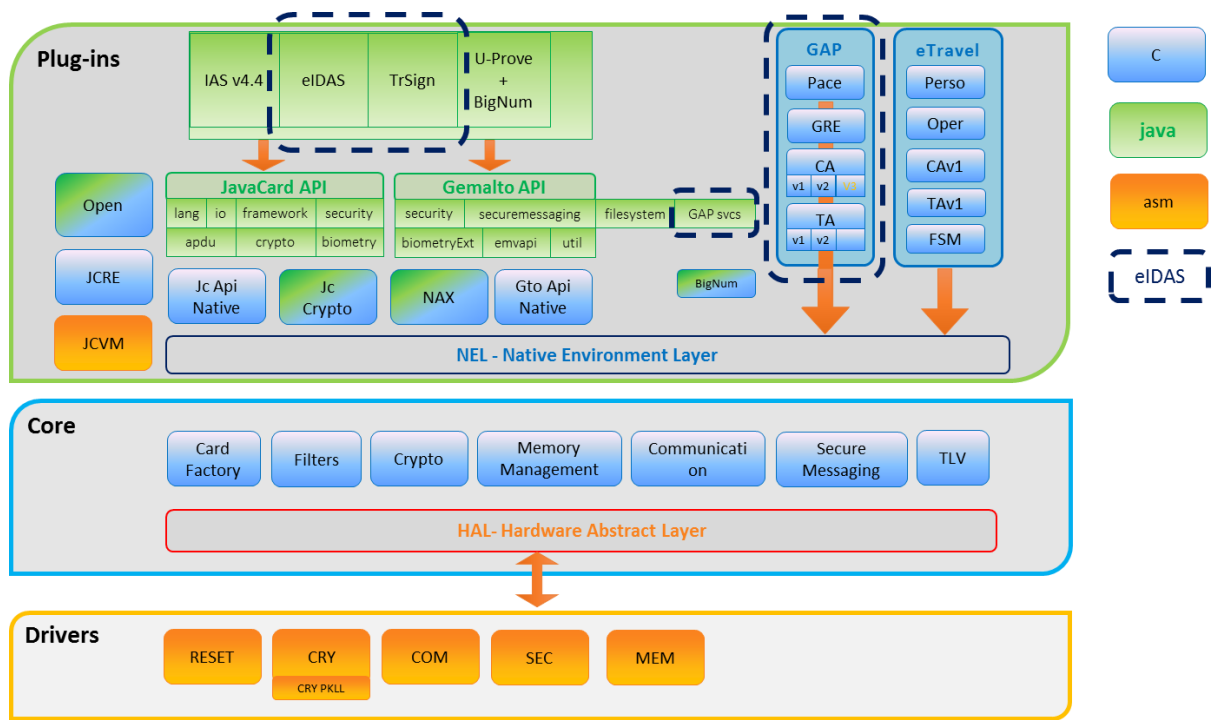 Plug-ins
IAS v4.4
eIDAS
TrSign
U-Prove
+
BigNum
GAP
Pace
GRE
CA
v1 v2
TA
v1 v2
eTravel
Perso
Oper
CAv1
TAv1
FSM
C
java
asm
eIDAS
Open
JCRE
JCVM
JavaCard API
lang io framework security
apdu crypto biometry
Gemalto API
security securemessaging filesystem GAP svcs
biometryExt emvapi util
Jc Api
Native
Jc
Crypto
NAX
Gto Api
Native
BigNum
NEL - Native Environment Layer
Core
Card
Factory
Filters
Crypto
Memory
Management
Communicati
on
Secure
Messaging
TLV
HAL- Hardware Abstract Layer
Drivers
RESET
CRY
CRY PKLL
COM
SEC
MEM